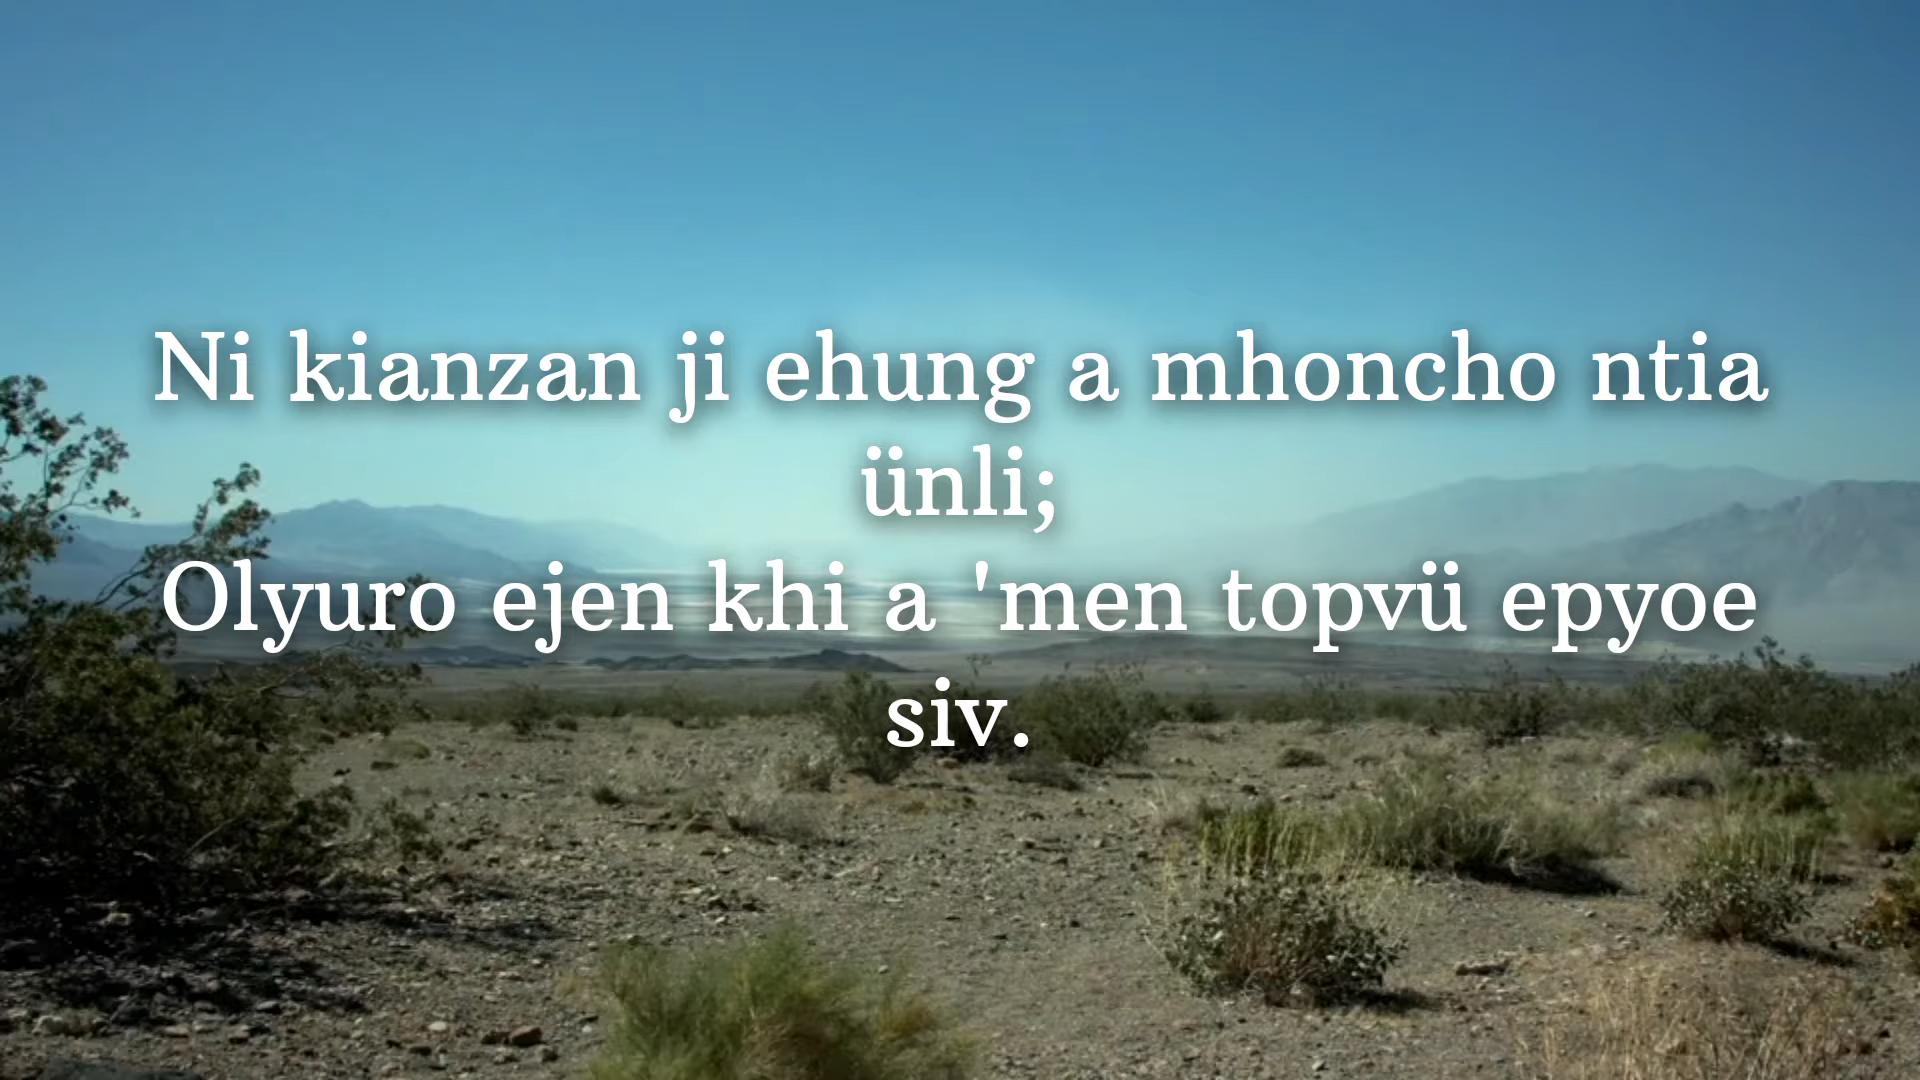 Ni kianzan ji ehung a mhoncho ntia
ünli;
Olyuro ejen khi a 'men topvü epyoe
siv.